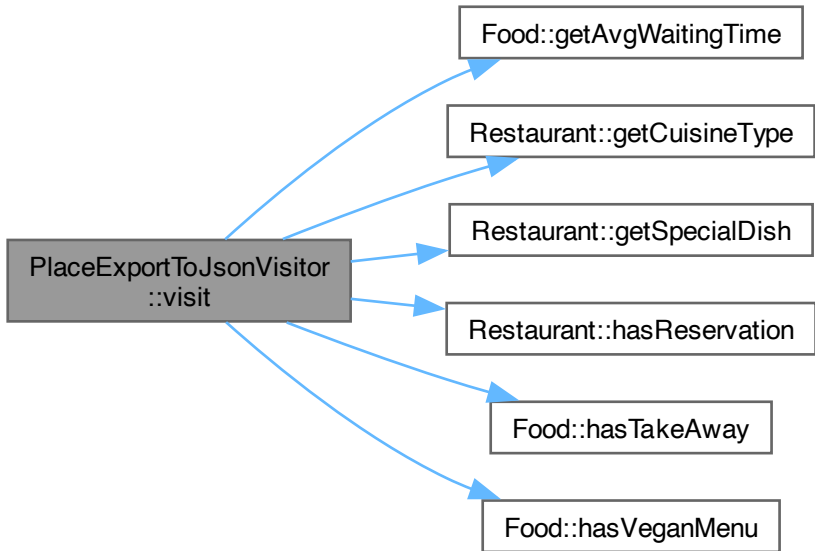 Food::getAvgWaitingTime
Restaurant::getCuisineType
Restaurant::getSpecialDish
PlaceExportToJsonVisitor
::visit
Restaurant::hasReservation
Food::hasTakeAway
Food::hasVeganMenu